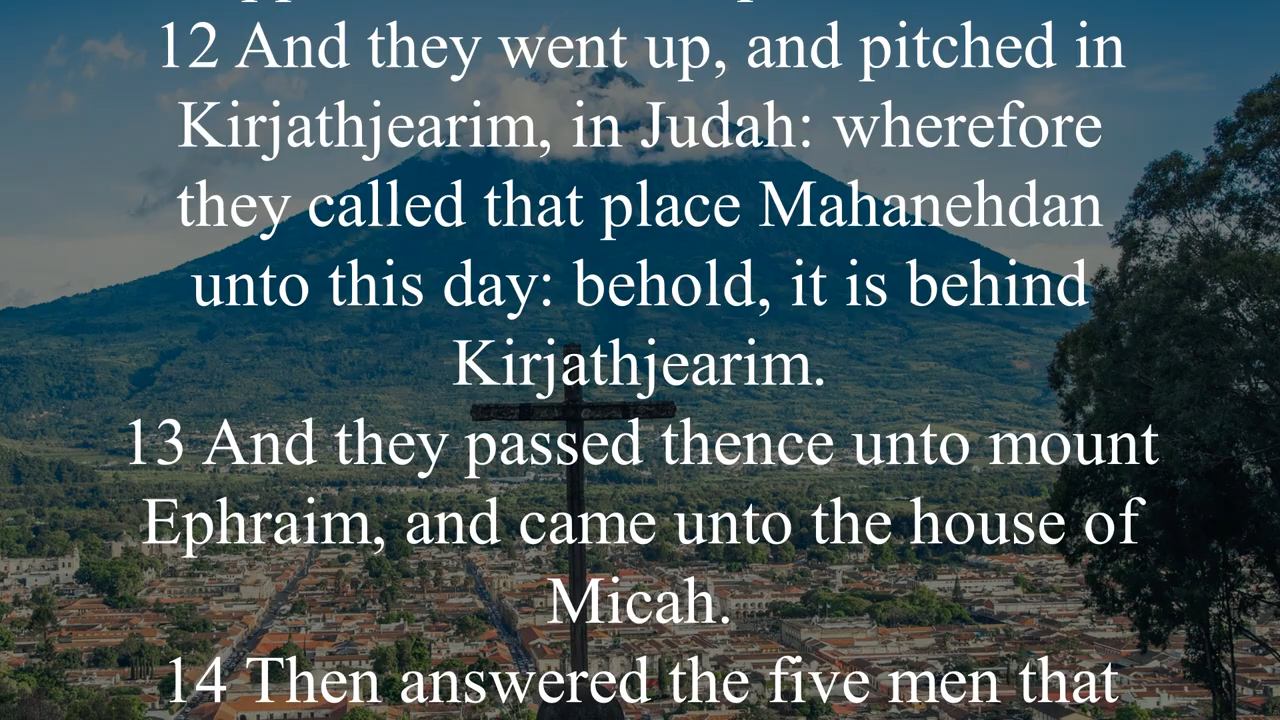 12 And they went up, and pitched in
Kirjathjearim, in Judah: wherefore
they called that place Mahanehdan
unto this day: behold, it is behind
Kirjathjearim.
13 And they passed thence unto mount
Ephraim, and came unto the house of
Micah.
14 Then answered the five men that